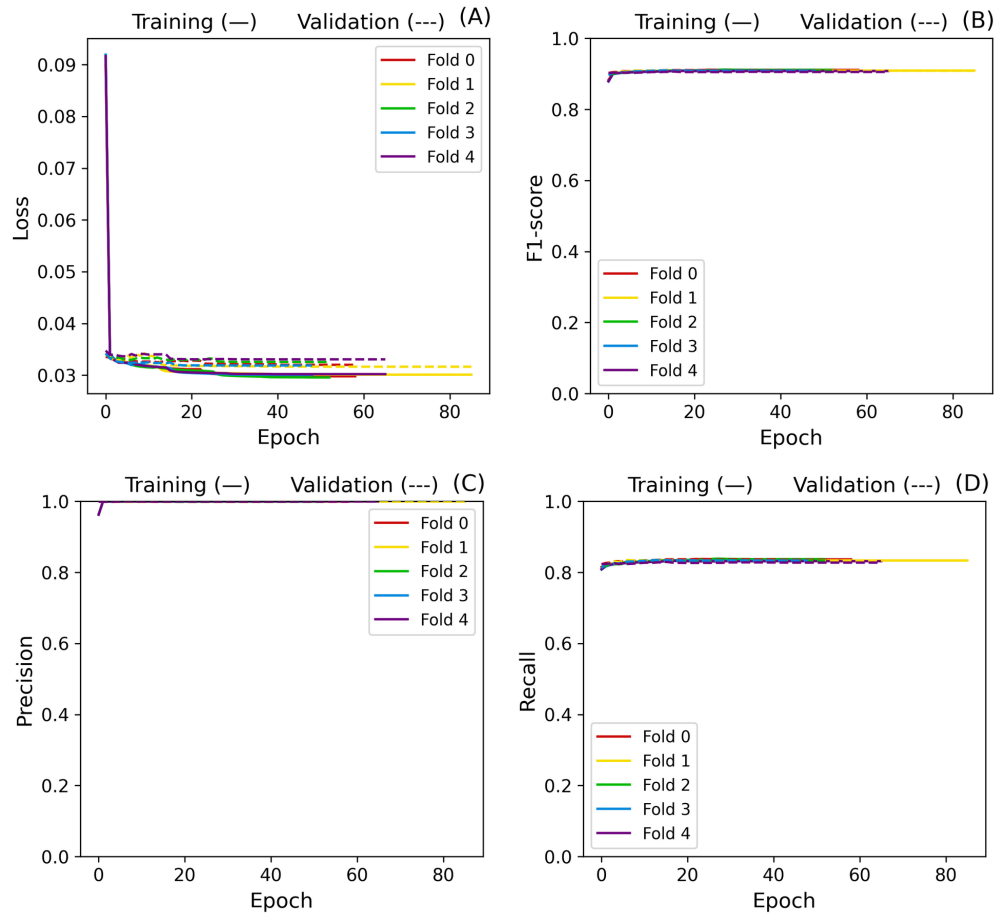 Training (—) Validation (---) (A)
0.09
0.08
0.07
0.06
0.05
0.04
0.03
Loss
Fold 0
Fold 1
Fold 2
Fold 3
Fold 4
0 20 40 60 80
Epoch
Training (—) Validation (---) (B)
1.0
0.8
0.6
0.4
0.2
0.0
F1-score
Fold 0
Fold 1
Fold 2
Fold 3
Fold 4
0 20 40 60 80
Epoch
Training (—) Validation (---) (C)
1.0
0.8
0.6
0.4
0.2
0.0
Precision
Fold 0
Fold 1
Fold 2
Fold 3
Fold 4
0 20 40 60 80
Epoch
Training (—) Validation (---) (D)
1.0
0.8
0.6
0.4
0.2
0.0
Recall
Fold 0
Fold 1
Fold 2
Fold 3
Fold 4
0 20 40 60 80
Epoch